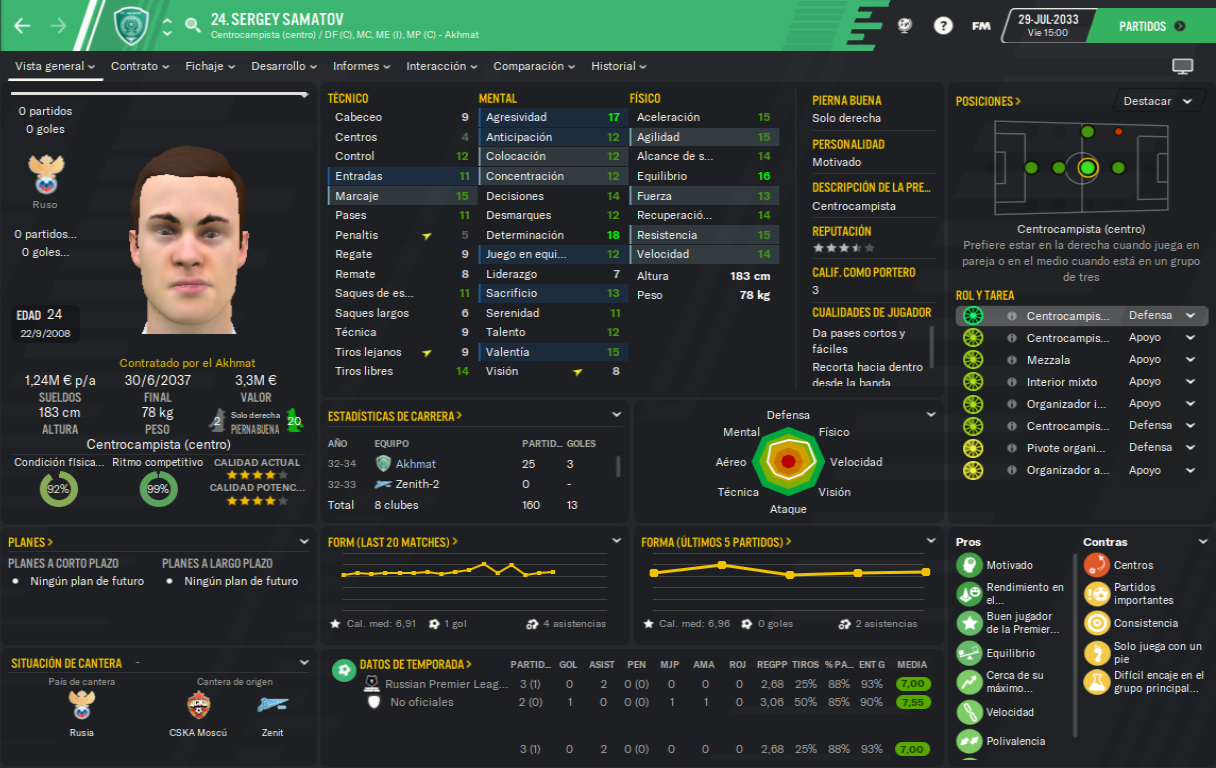 24. SERGEY SAMATOV
Centrocampista (centro) / DF (C), MC, ME (I), MP (C) - Akhmat
?
FM
29-JUL-2033
Vie 15:00
PARTIDOS
Vista general
Contrato
Fichaje
Desarrollo
Informes
Interacción
Comparación
Historial
0 partidos
0 goles
Ruso
0 partidos...
0 goles...
EDAD 24
22/9/2008
Contratado por el Akhmat
1,24M € p/a
30/6/2037
3,3M €
SUELDOS
FINAL
VALOR
183 cm
78 kg
2
Solo derecha
20
ALTURA
PESO
PIERNA BUENA
Centrocampista (centro)
Condición física...
Ritmo competitivo
92%
99%
CALIDAD ACTUAL
CALIDAD POTENC...
PLANES >
PLANES A CORTO PLAZO
PLANES A LARGO PLAZO
Ningún plan de futuro
Ningún plan de futuro
SITUACIÓN DE CANTERA -
País de cantera
Cantera de origen
Rusia
CSKA Moscú
Zenit
TÉCNICO
Cabeceo 9
Centros 4
Control 12
Entradas 11
Marcaje 15
Pases 11
Penaltis 5
Regate 9
Remate 8
Saques de es... 11
Saques largos 6
Técnica 9
Tiros lejanos 9
Tiros libres 14
MENTAL
Agresividad 17
Anticipación 12
Colocación 12
Concentración 12
Decisiones 14
Desmarques 12
Determinación 18
Juego en equi... 12
Liderazgo 7
Sacrificio 13
Serenidad 11
Talento 12
Valentía 15
Visión 8
FÍSICO
Aceleración 15
Agilidad 15
Alcance de s... 14
Equilibrio 16
Fuerza 13
Recuperació... 14
Resistencia 15
Velocidad 14
Altura 183 cm
Peso 78 kg
PIERNA BUENA
Solo derecha
PERSONALIDAD
Motivado
DESCRIPCIÓN DE LA PRE...
Centrocampista
REPUTACIÓN
CALIF. COMO PORTERO
3
CUALIDADES DE JUGADOR
Da pases cortos y
fáciles
Recorta hacia dentro
desde la banda
POSICIONES >
Destacar
Centrocampista (centro)
Prefiere estar en la derecha cuando juega en
pareja o en el medio cuando está en un grupo
de tres
ROL Y TAREA
Centrocampis... Defensa
Centrocampis... Apoyo
Mezzala Apoyo
Interior mixto Apoyo
Organizador i... Apoyo
Centrocampis... Defensa
Pivote organi... Defensa
Organizador a... Apoyo
ESTADÍSTICAS DE CARRERA >
AÑO EQUIPO PARTID... GOLES
32-34 Akhmat 25 3
32-33 Zenith-2 0 -
Total 8 clubes 160 13
Defensa
Mental
Físico
Aéreo
Velocidad
Técnica
Visión
Ataque
FORM (LAST 20 MATCHES) >
Cal. med: 6,91
1 gol
4 asistencias
FORMA (ÚLTIMOS 5 PARTIDOS) >
Cal. med: 6,96
0 goles
2 asistencias
DATOS DE TEMPORADA > PARTID... GOL ASIST PEN MJP AMA ROJ REGPP TIROS % PA... ENT G MEDIA
Russian Premier Leag... 3 (1) 0 2 0 (0) 0 0 0 2,68 25% 88% 93% 7,00
No oficiales 2 (0) 1 0 0 (0) 1 1 0 3,06 50% 85% 90% 7,55
3 (1) 0 2 0 (0) 0 0 0 2,68 25% 88% 93% 7,00
Pros
Motivado
Rendimiento en
el...
Buen jugador
de la Premier...
Equilibrio
Cerca de su
máximo...
Velocidad
Polivalencia
Contras
Centros
Partidos
importantes
Consistencia
Solo juega con un
pie
Difícil encaje en el
grupo principal...